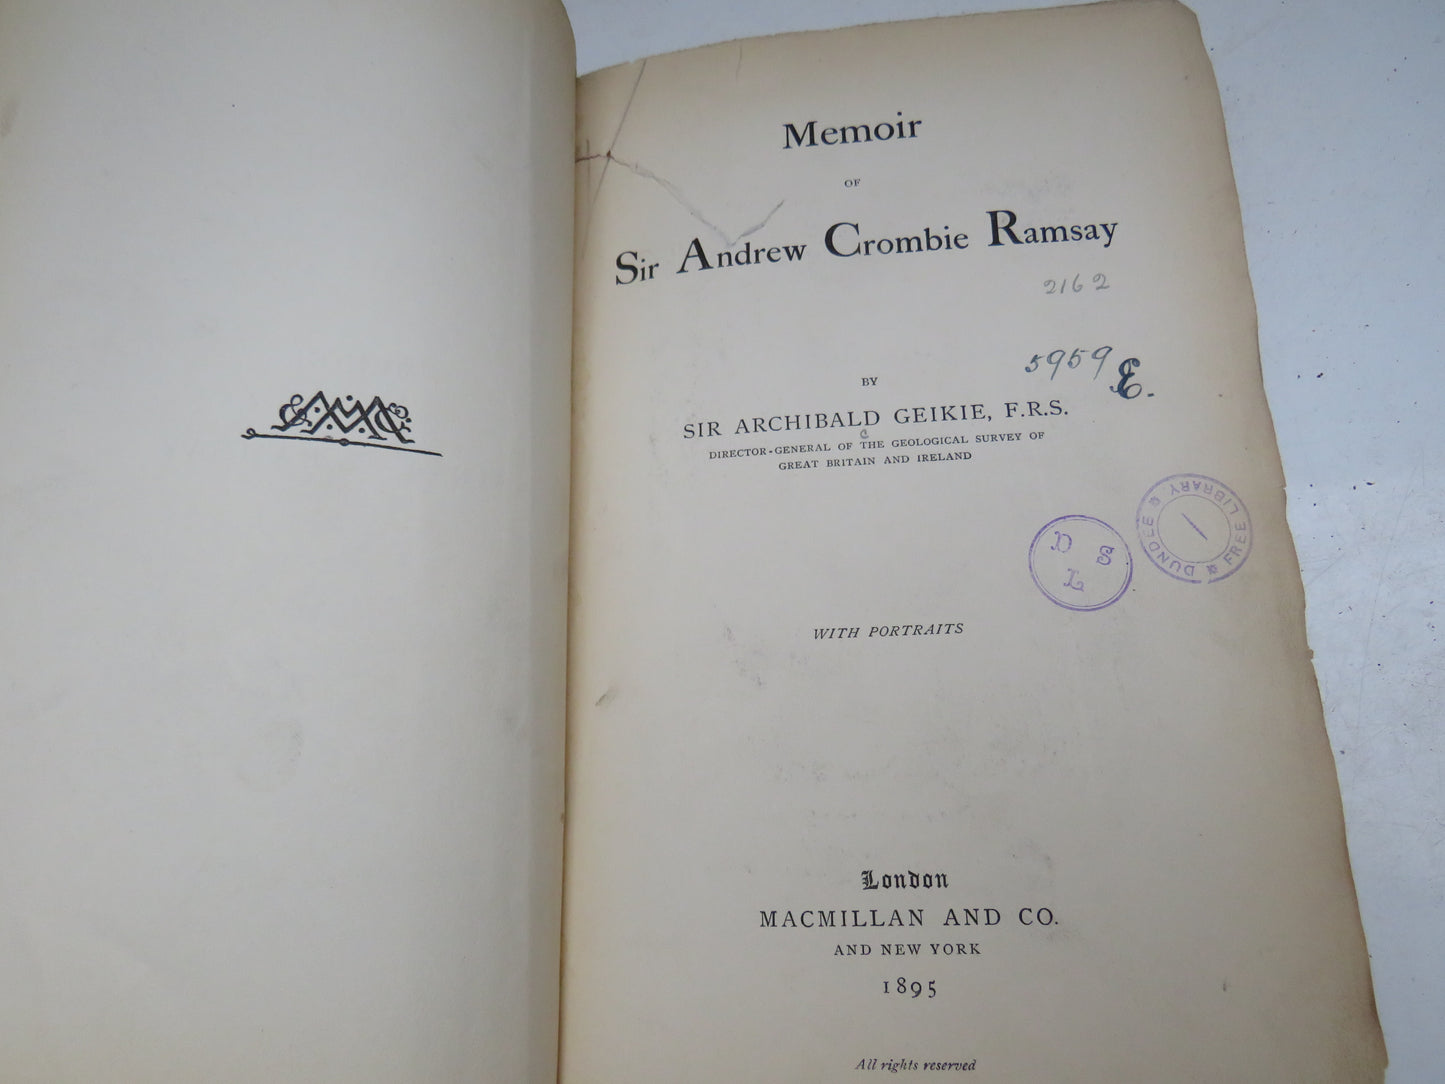 Memoir
OF
Sir Andrew Crombie Ramsay
2162
5959 E.
BY
SIR ARCHIBALD GEIKIE, F.R.S.
DIRECTOR-GENERAL OF THE GEOLOGICAL SURVEY OF
GREAT BRITAIN AND IRELAND
D S
L
DUNDEE * FREE LIBRARY *
WITH PORTRAITS
London
MACMILLAN AND CO.
AND NEW YORK
1895
All rights reserved